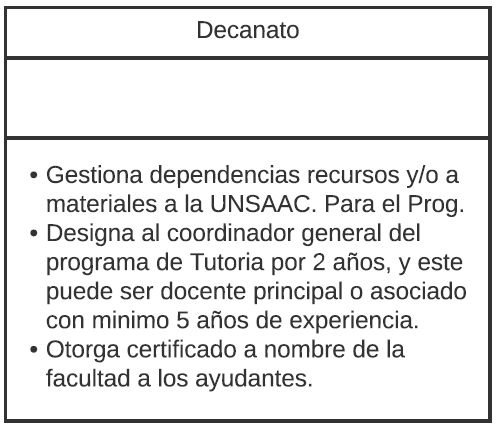 Decanato
• Gestiona dependencias recursos y/o a
materiales a la UNSAAC. Para el Prog.
• Designa al coordinador general del
programa de Tutoria por 2 años, y este
puede ser docente principal o asociado
con minimo 5 años de experiencia.
• Otorga certificado a nombre de la
facultad a los ayudantes.